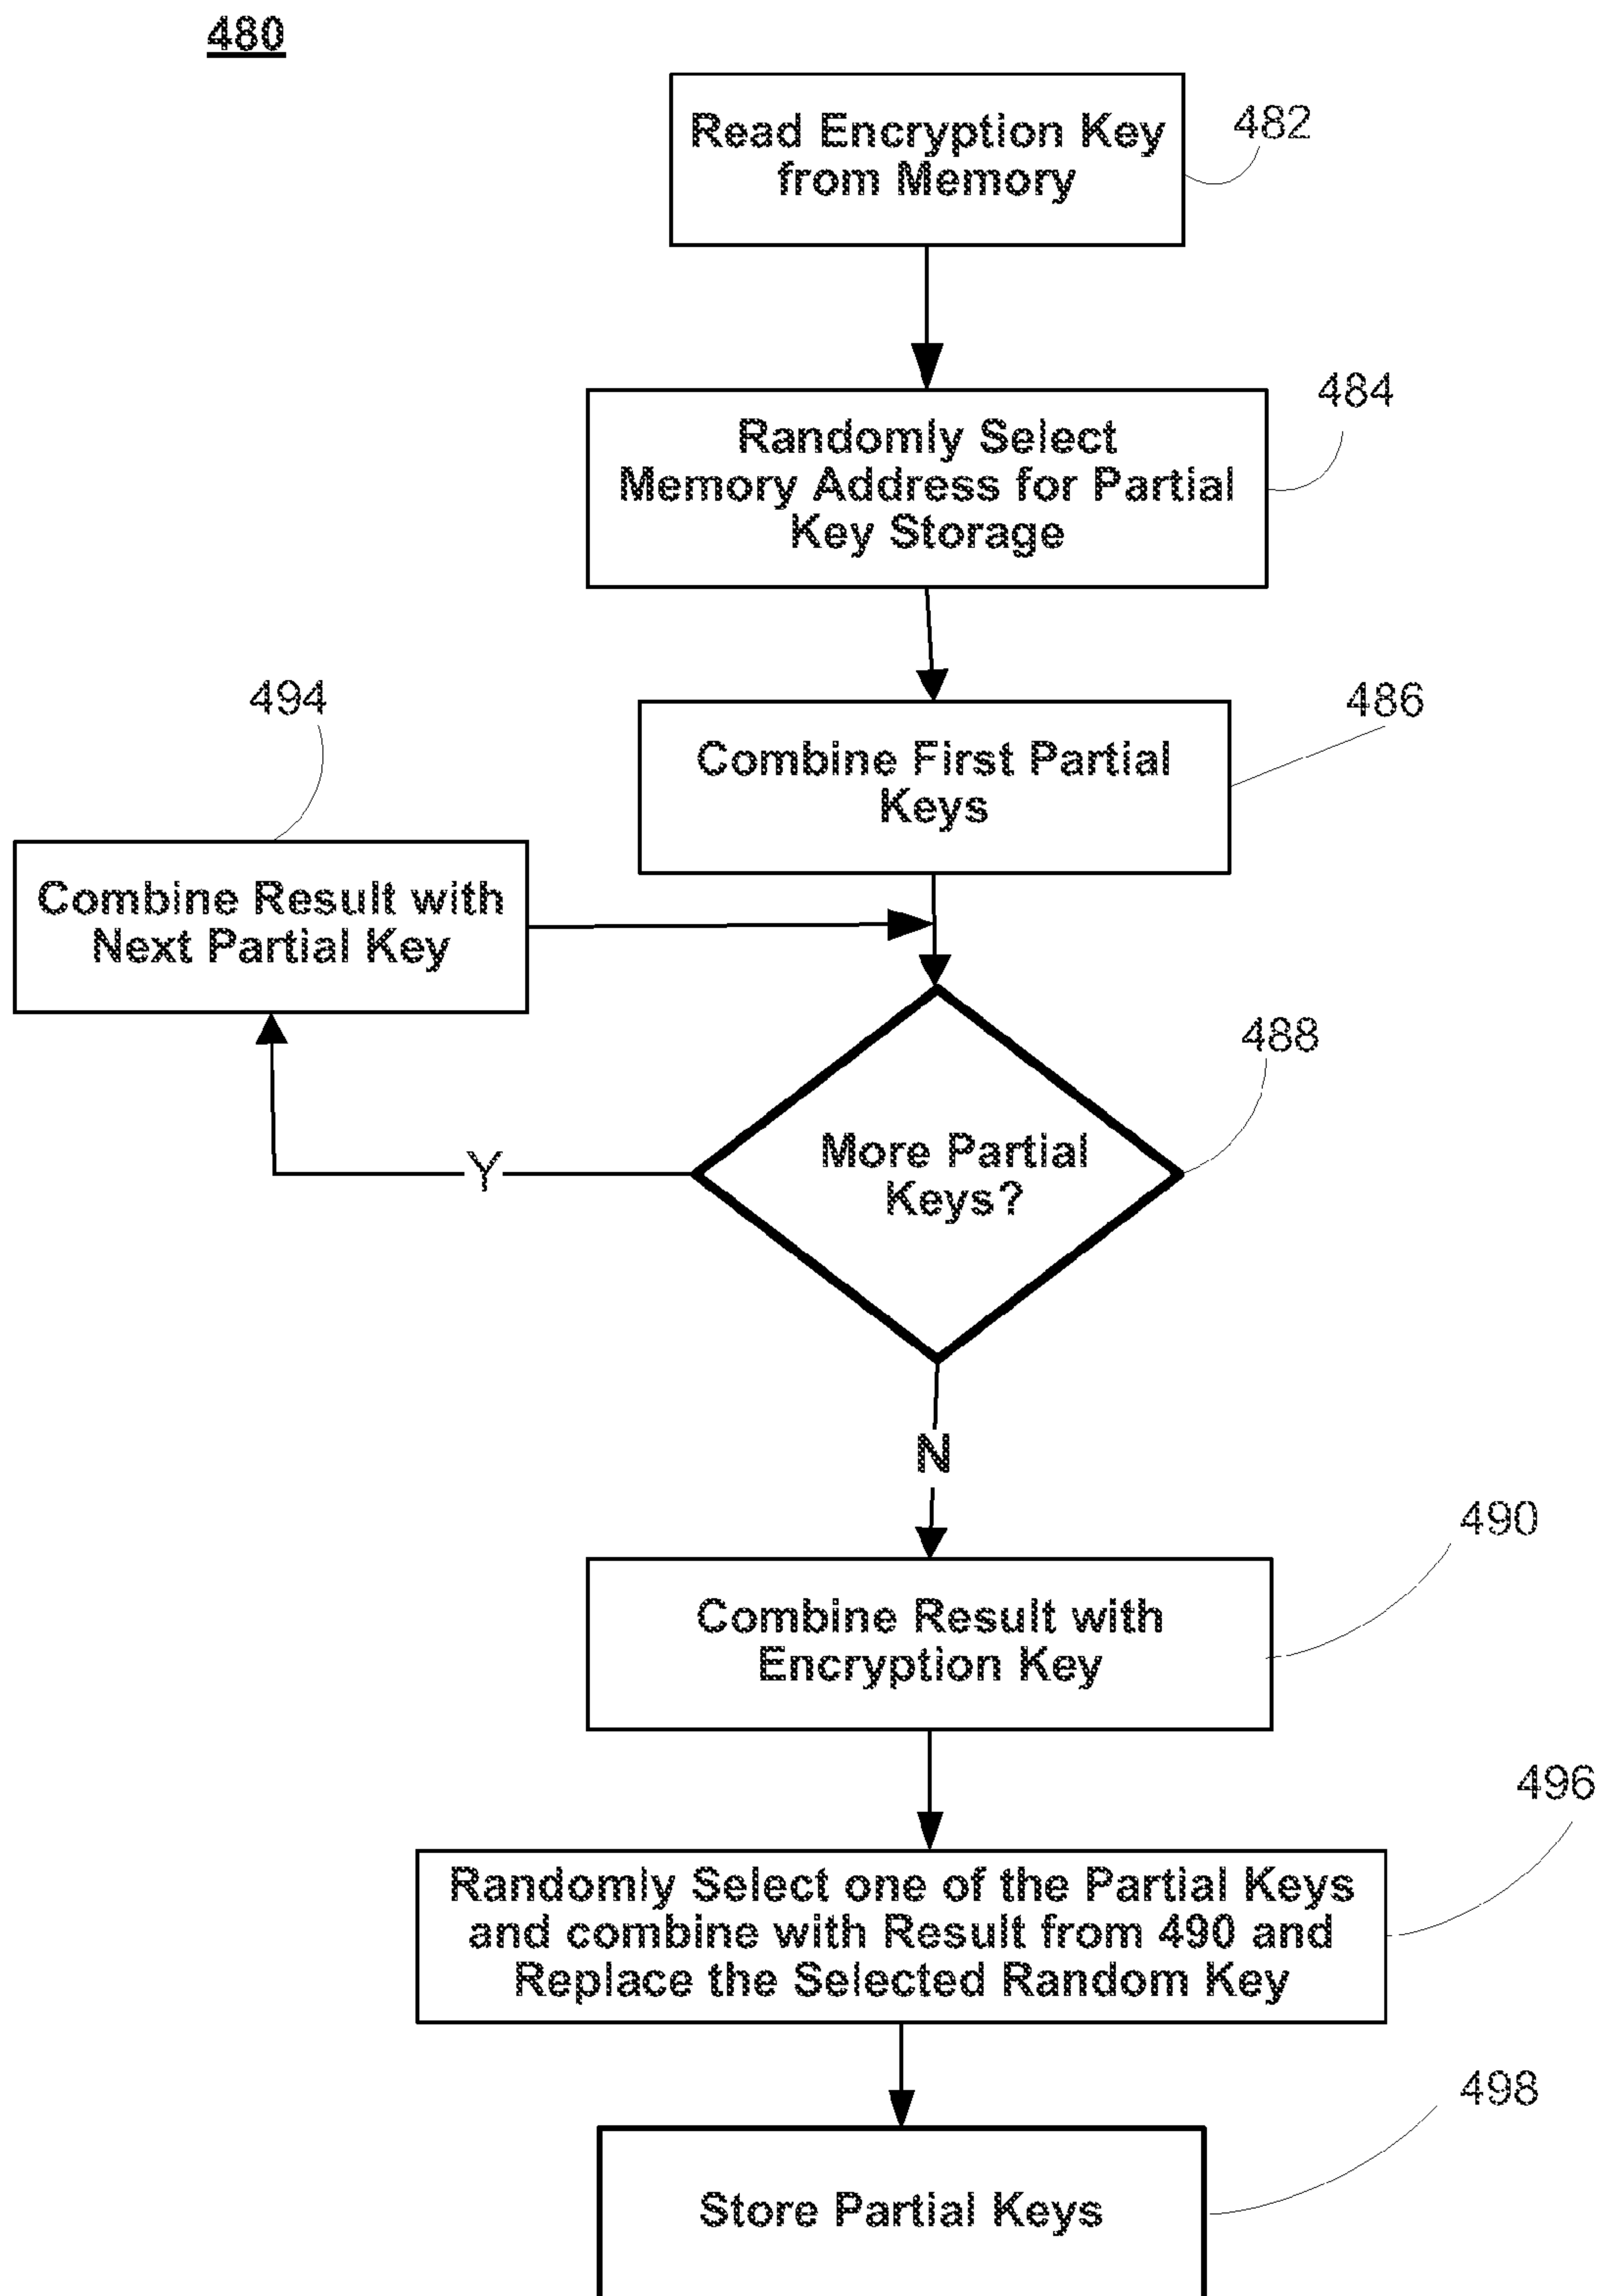 480
Read Encryption Key
from Memory
482
Randomly Select
Memory Address for Partial
Key Storage
484
Combine First Partial
Keys
486
494
Combine Result with
Next Partial Key
More Partial
Keys?
488
Y
N
Combine Result with
Encryption Key
490
Randomly Select one of the Partial Keys
and combine with Result from 490 and
Replace the Selected Random Key
496
Store Partial Keys
498